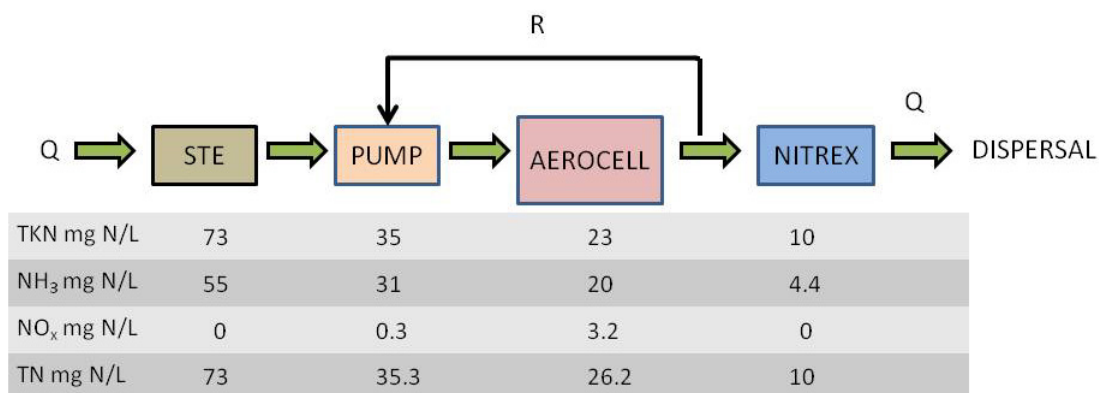 R
Q
Q
STE PUMP AEROCELL NITREX DISPERSAL
TKN mg N/L 73 35 23 10
NH₃ mg N/L 55 31 20 4.4
NOₓ mg N/L 0 0.3 3.2 0
TN mg N/L 73 35.3 26.2 10